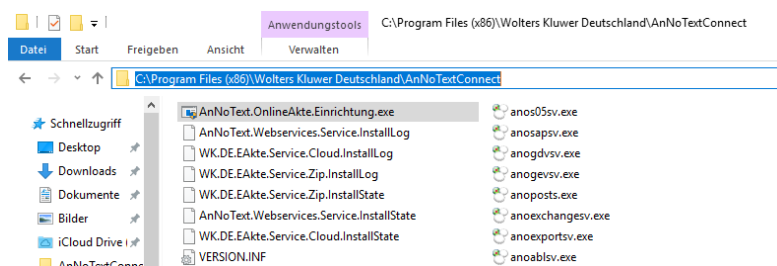 Anwendungstools C:\Program Files (x86)\Wolters Kluwer Deutschland\AnNoTextConnect
Datei Start Freigeben Ansicht Verwalten
C:\Program Files (x86)\Wolters Kluwer Deutschland\AnNoTextConnect
Schnellzugriff
Desktop
Downloads
Dokumente
Bilder
iCloud Drive (
AnNoTextConnec
AnNoText.OnlineAkte.Einrichtung.exe
AnNoText.Webservices.Service.InstallLog
WK.DE.EAkte.Service.Cloud.InstallLog
WK.DE.EAkte.Service.Zip.InstallLog
WK.DE.EAkte.Service.Zip.InstallState
AnNoText.Webservices.Service.InstallState
WK.DE.EAkte.Service.Cloud.InstallState
VERSION.INF
anos05sv.exe
anosapsv.exe
anogdvsv.exe
anogevsv.exe
anoposts.exe
anoexchangesv.exe
anoexportsv.exe
anoablsv.exe